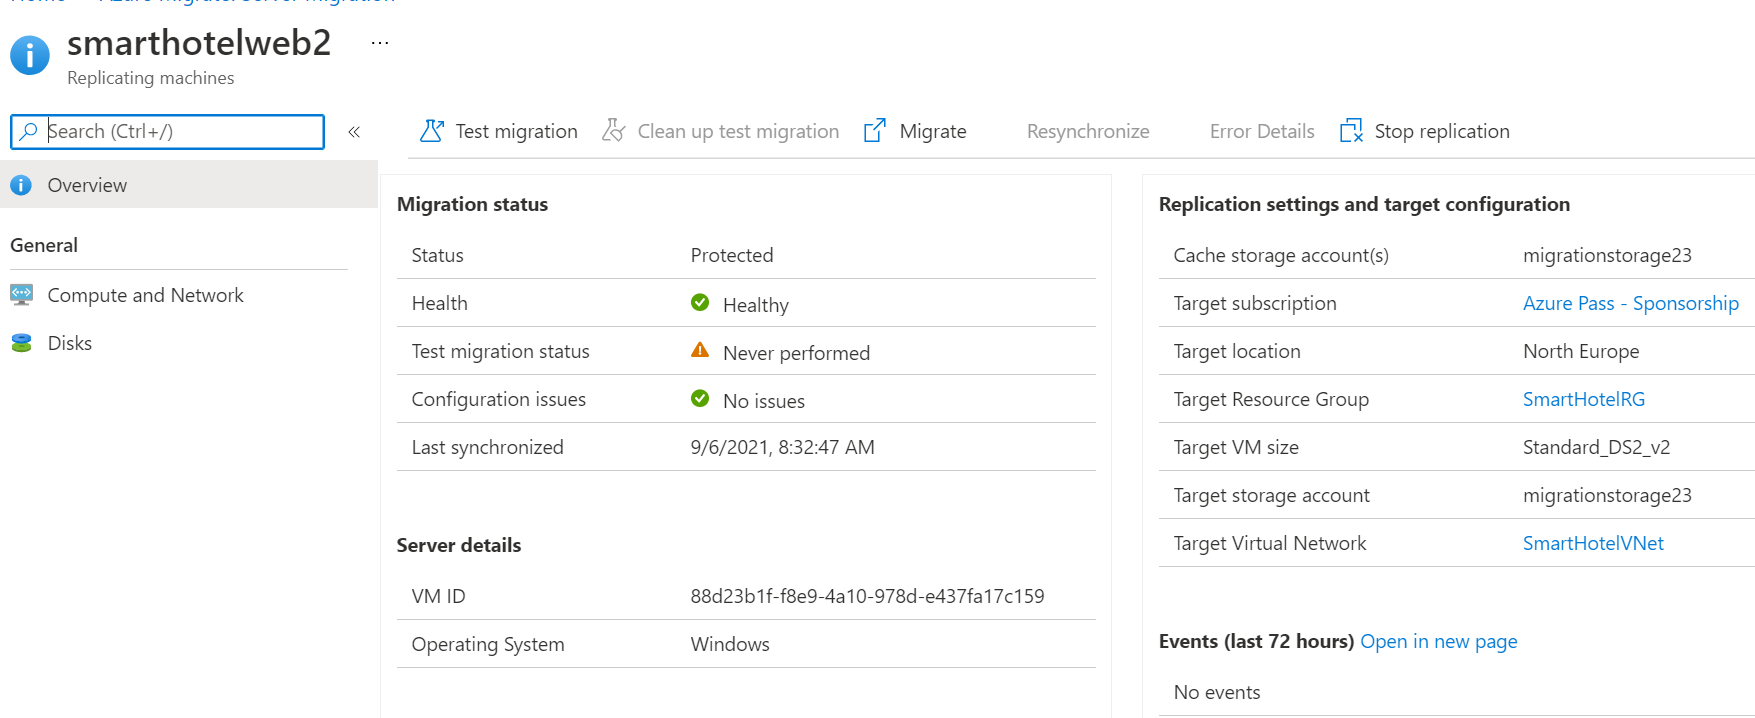 smarthotelweb2 ...
Replicating machines
Search (Ctrl+/) «
Test migration Clean up test migration Migrate Resynchronize Error Details Stop replication
Overview
General
Compute and Network
Disks
Migration status
Status Protected
Health Healthy
Test migration status Never performed
Configuration issues No issues
Last synchronized 9/6/2021, 8:32:47 AM
Server details
VM ID 88d23b1f-f8e9-4a10-978d-e437fa17c159
Operating System Windows
Replication settings and target configuration
Cache storage account(s) migrationstorage23
Target subscription Azure Pass - Sponsorship
Target location North Europe
Target Resource Group SmartHotelRG
Target VM size Standard_DS2_v2
Target storage account migrationstorage23
Target Virtual Network SmartHotelVNet
Events (last 72 hours) Open in new page
No events